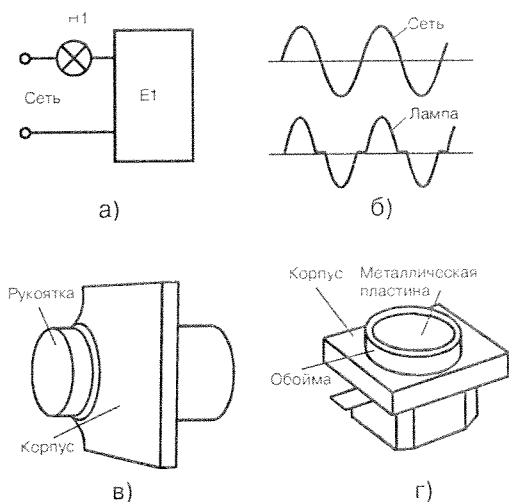 H1
Сеть
E1
а)
Сеть
Лампа
б)
Рукоятка
Корпус
в)
Корпус
Металлическая
пластина
Обойма
г)